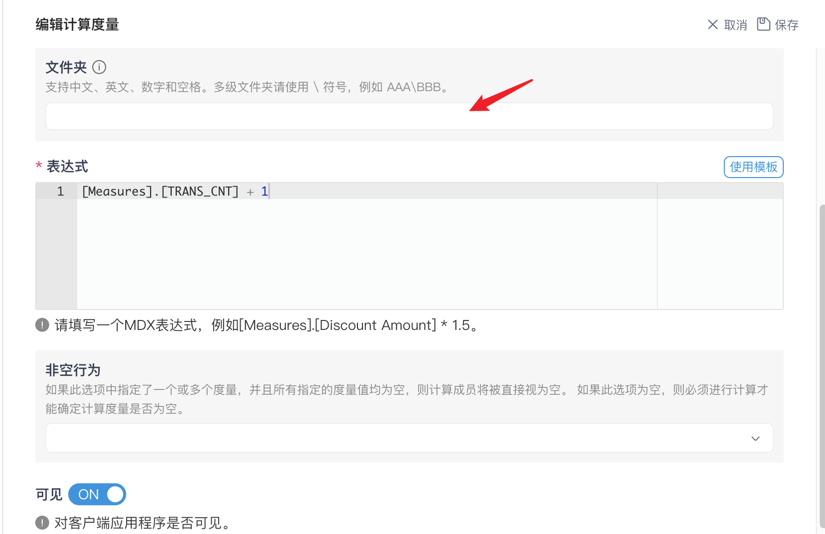 编辑计算度量
取消 保存
文件夹
支持中文、英文、数字和空格。多级文件夹请使用 \ 符号，例如 AAA\BBB。
* 表达式
使用模板
1 [Measures].[TRANS_CNT] + 1
请填写一个MDX表达式，例如[Measures].[Discount Amount] * 1.5。
非空行为
如果此选项中指定了一个或多个度量，并且所有指定的度量值均为空，则计算成员将被直接视为空。 如果此选项为空，则必须进行计算才
能确定计算度量是否为空。
可见 ON
对客户端应用程序是否可见。